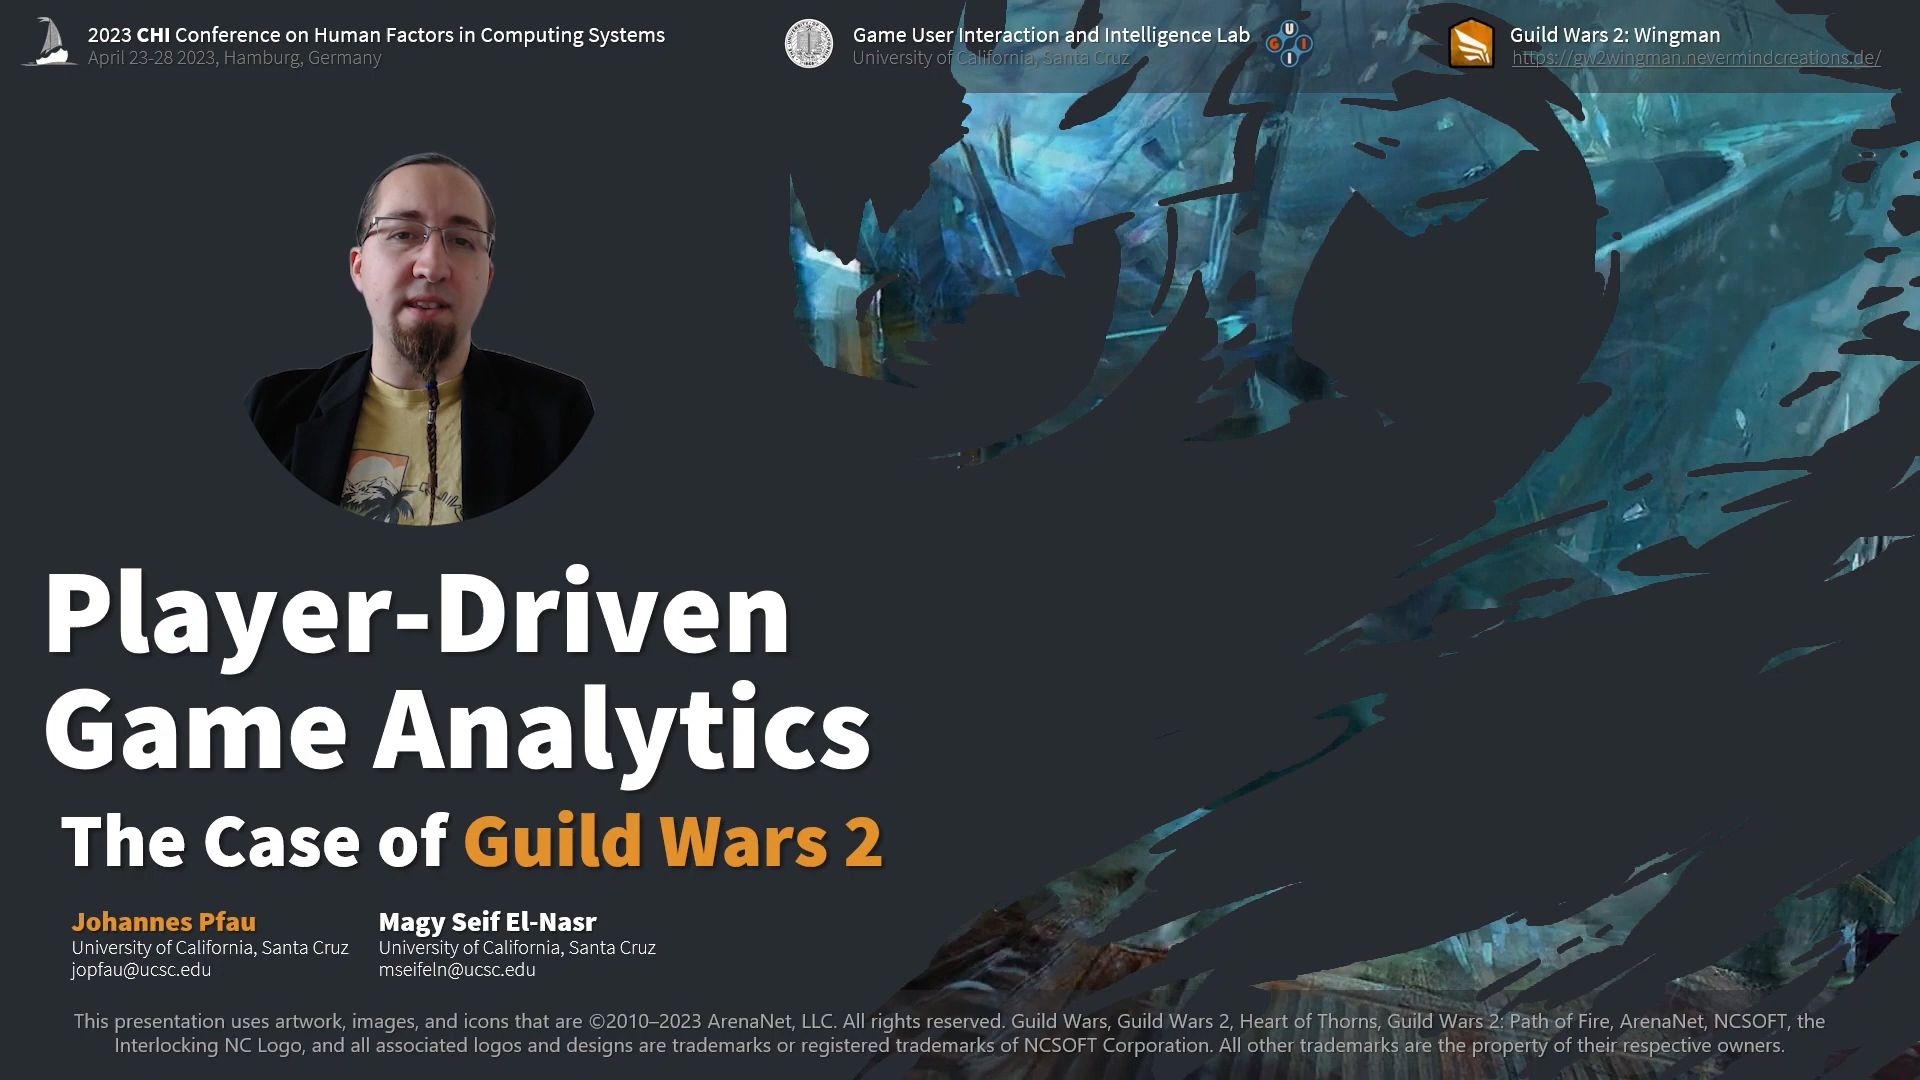 2023 CHI Conference on Human Factors in Computing Systems
April 23-28 2023, Hamburg, Germany
Game User Interaction and Intelligence Lab
University of California, Santa Cruz
U
G I
I
Guild Wars 2: Wingman
https://gw2wingman.nevermindcreations.de/
Player-Driven
Game Analytics
The Case of Guild Wars 2
Johannes Pfau
University of California, Santa Cruz
jopfau@ucsc.edu
Magy Seif El-Nasr
University of California, Santa Cruz
mseifeln@ucsc.edu
This presentation uses artwork, images, and icons that are ©2010–2023 ArenaNet, LLC. All rights reserved. Guild Wars, Guild Wars 2, Heart of Thorns, Guild Wars 2: Path of Fire, ArenaNet, NCSOFT, the
Interlocking NC Logo, and all associated logos and designs are trademarks or registered trademarks of NCSOFT Corporation. All other trademarks are the property of their respective owners.